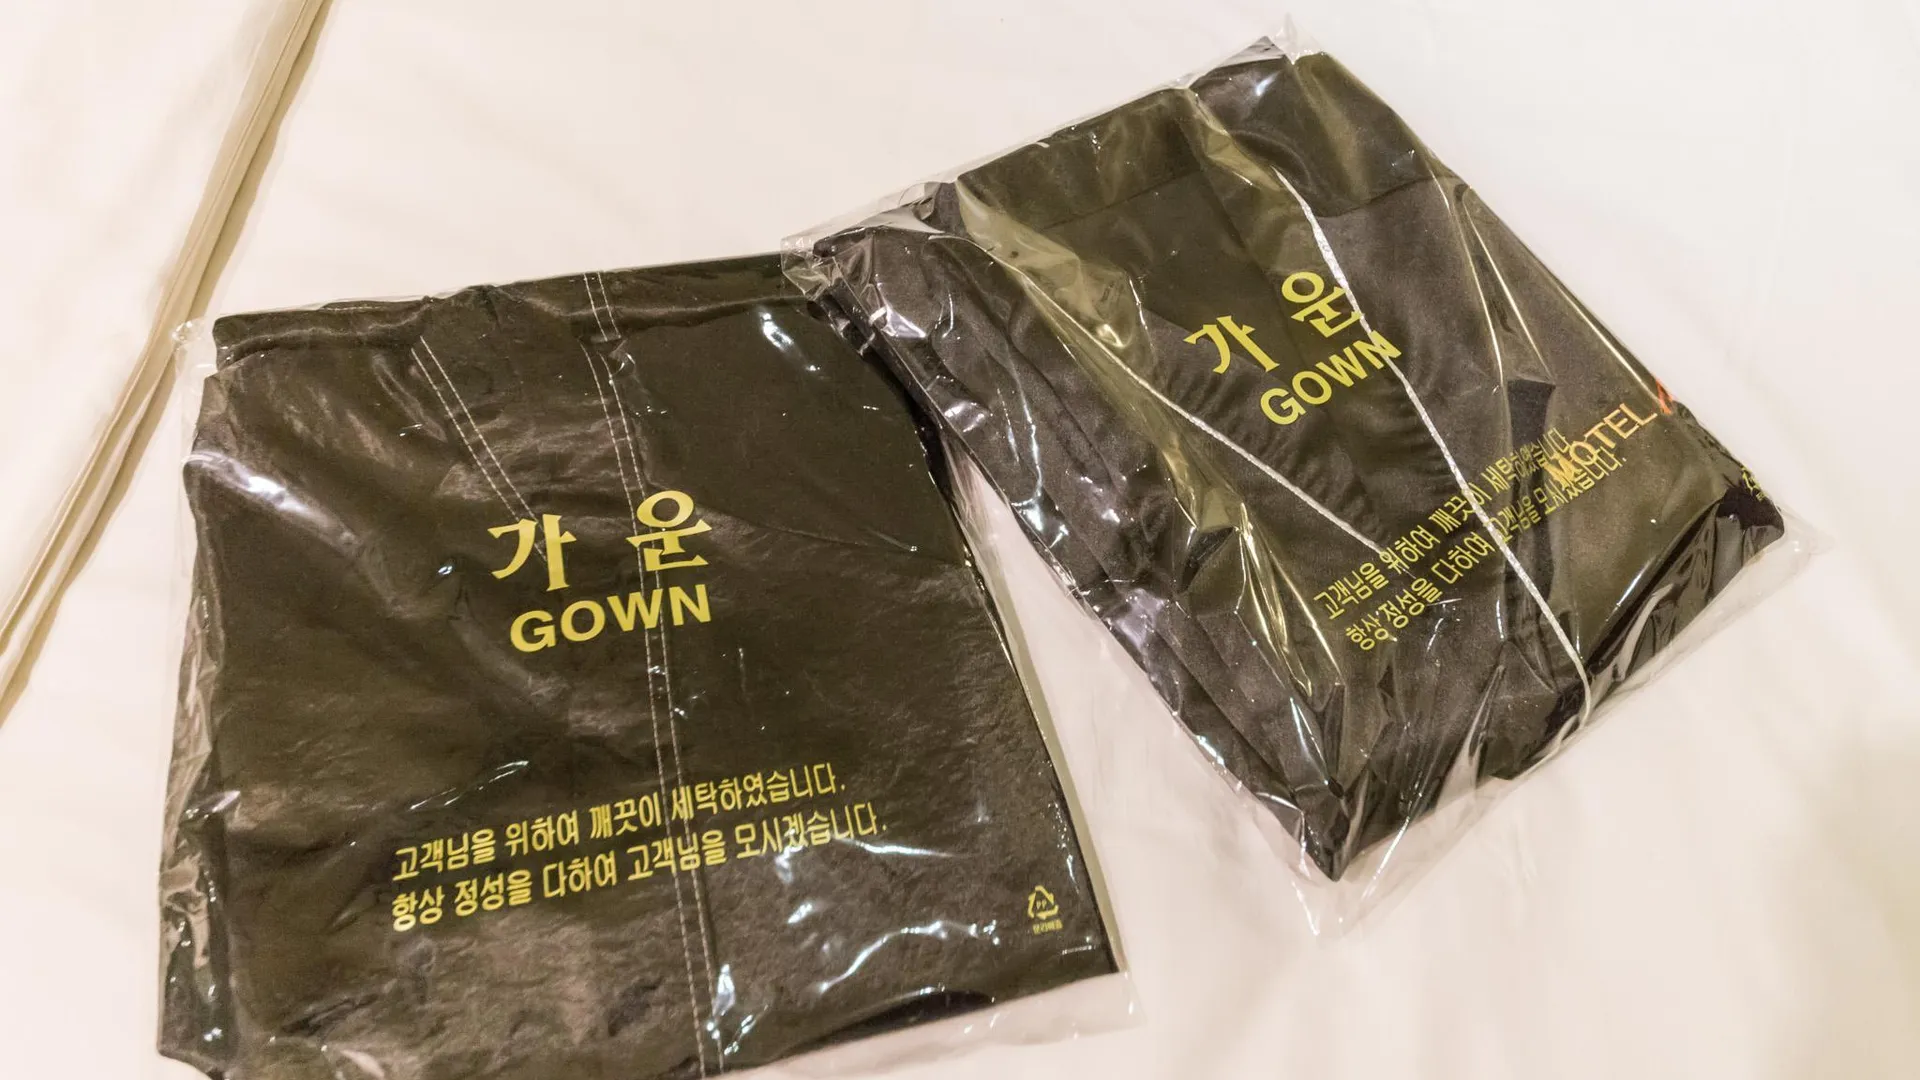 가운
GOWN
고객님을 위하여 깨끗이 세탁하였습니다.
항상 정성을 다하여 고객님을 모시겠습니다.
PP
가운
GOWN
고객님을 위하여 깨끗이 세탁하였습니다.
항상 정성을 다하여 고객님을 모시겠습니다.
MOTEL